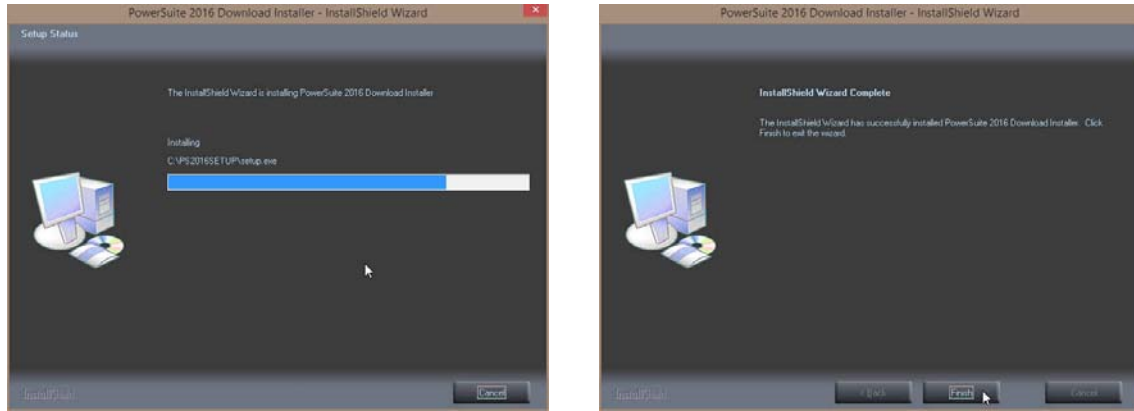 PowerSuite 2016 Download Installer - InstallShield Wizard
Setup Status
The InstallShield Wizard is installing PowerSuite 2016 Download Installer
Installing
C:\PS2016SETUP\setup.exe
InstallShield
Cancel
PowerSuite 2016 Download Installer - InstallShield Wizard
InstallShield Wizard Complete
The InstallShield Wizard has successfully installed PowerSuite 2016 Download Installer. Click
Finish to exit the wizard.
InstallShield
< Back
Finish
Cancel